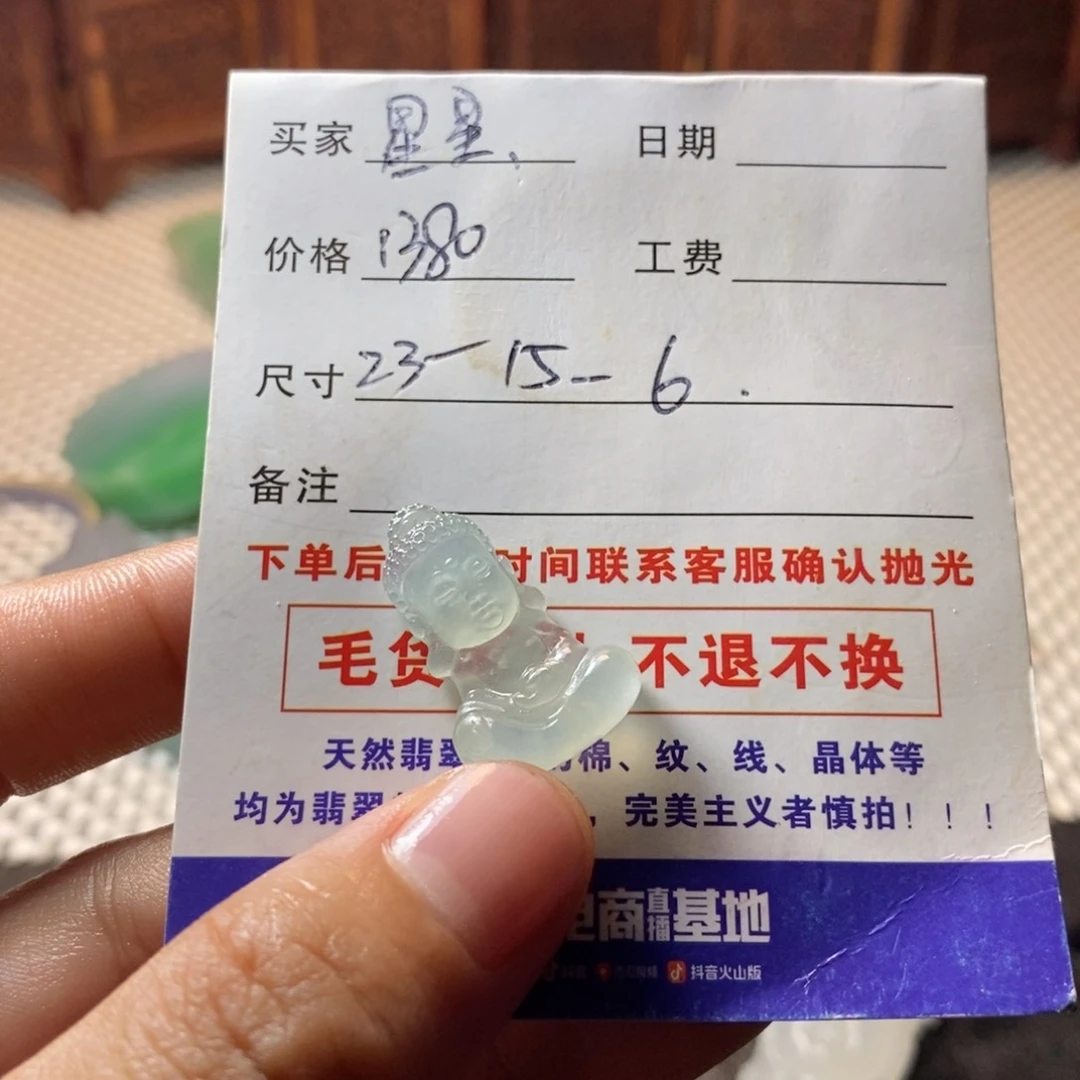 买家 星星、 日期
价格 1380 工费
尺寸 23-15-6.
备注
下单后 时间联系客服确认抛光
毛货 不退不换
天然翡翠 棉、纹、线、晶体等
均为翡翠 ，完美主义者慎拍！！！
电商直播基地
抖音火山版